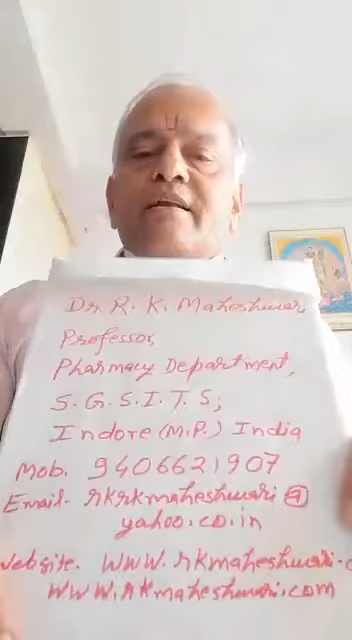 Dr. R. K. Maheshwari
Professor,
Pharmacy Department,
S. G. S. I. T. S,
Indore (M.P.) India
Mob. 9406621907
Email- rkrkmaheshwari@
yahoo.co.in
Website. WWW. rkmaheshwari.c
WWW.rkmaheshwari.com